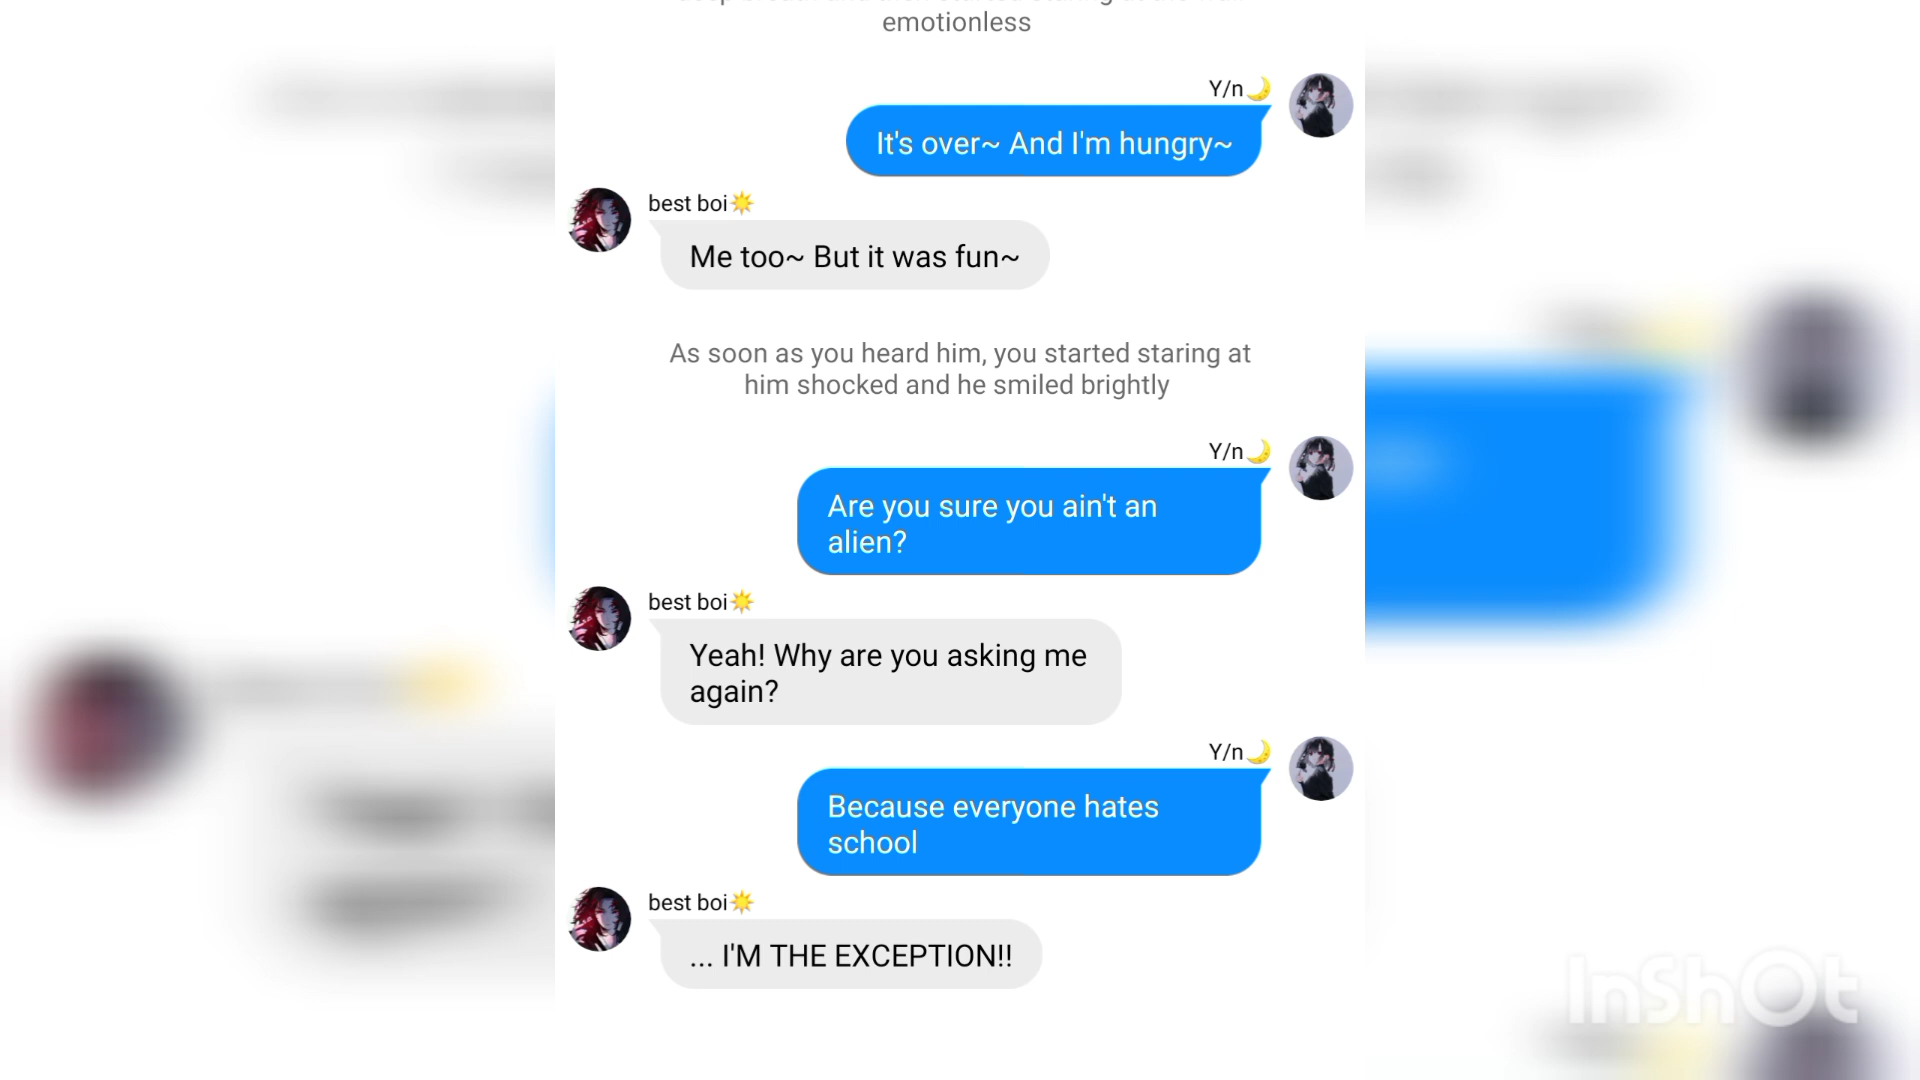 emotionless
Y/n🌙
It's over~ And I'm hungry~
best boi☀️
Me too~ But it was fun~
As soon as you heard him, you started staring at
him shocked and he smiled brightly
Y/n🌙
Are you sure you ain't an
alien?
best boi☀️
Yeah! Why are you asking me
again?
Y/n🌙
Because everyone hates
school
best boi☀️
... I'M THE EXCEPTION!!
InShOt